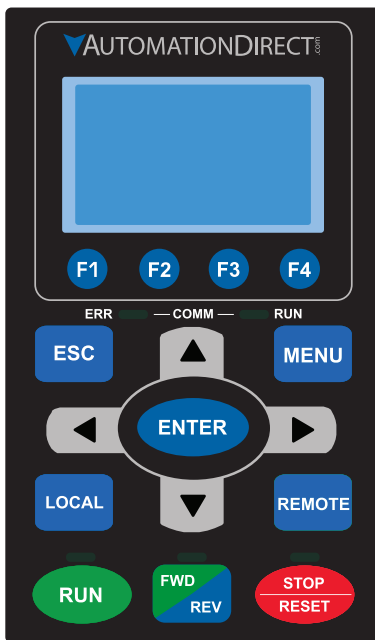 AUTOMATIONDIRECT.com
F1 F2 F3 F4
ERR COMM RUN
ESC MENU
ENTER
LOCAL REMOTE
RUN FWD REV STOP RESET